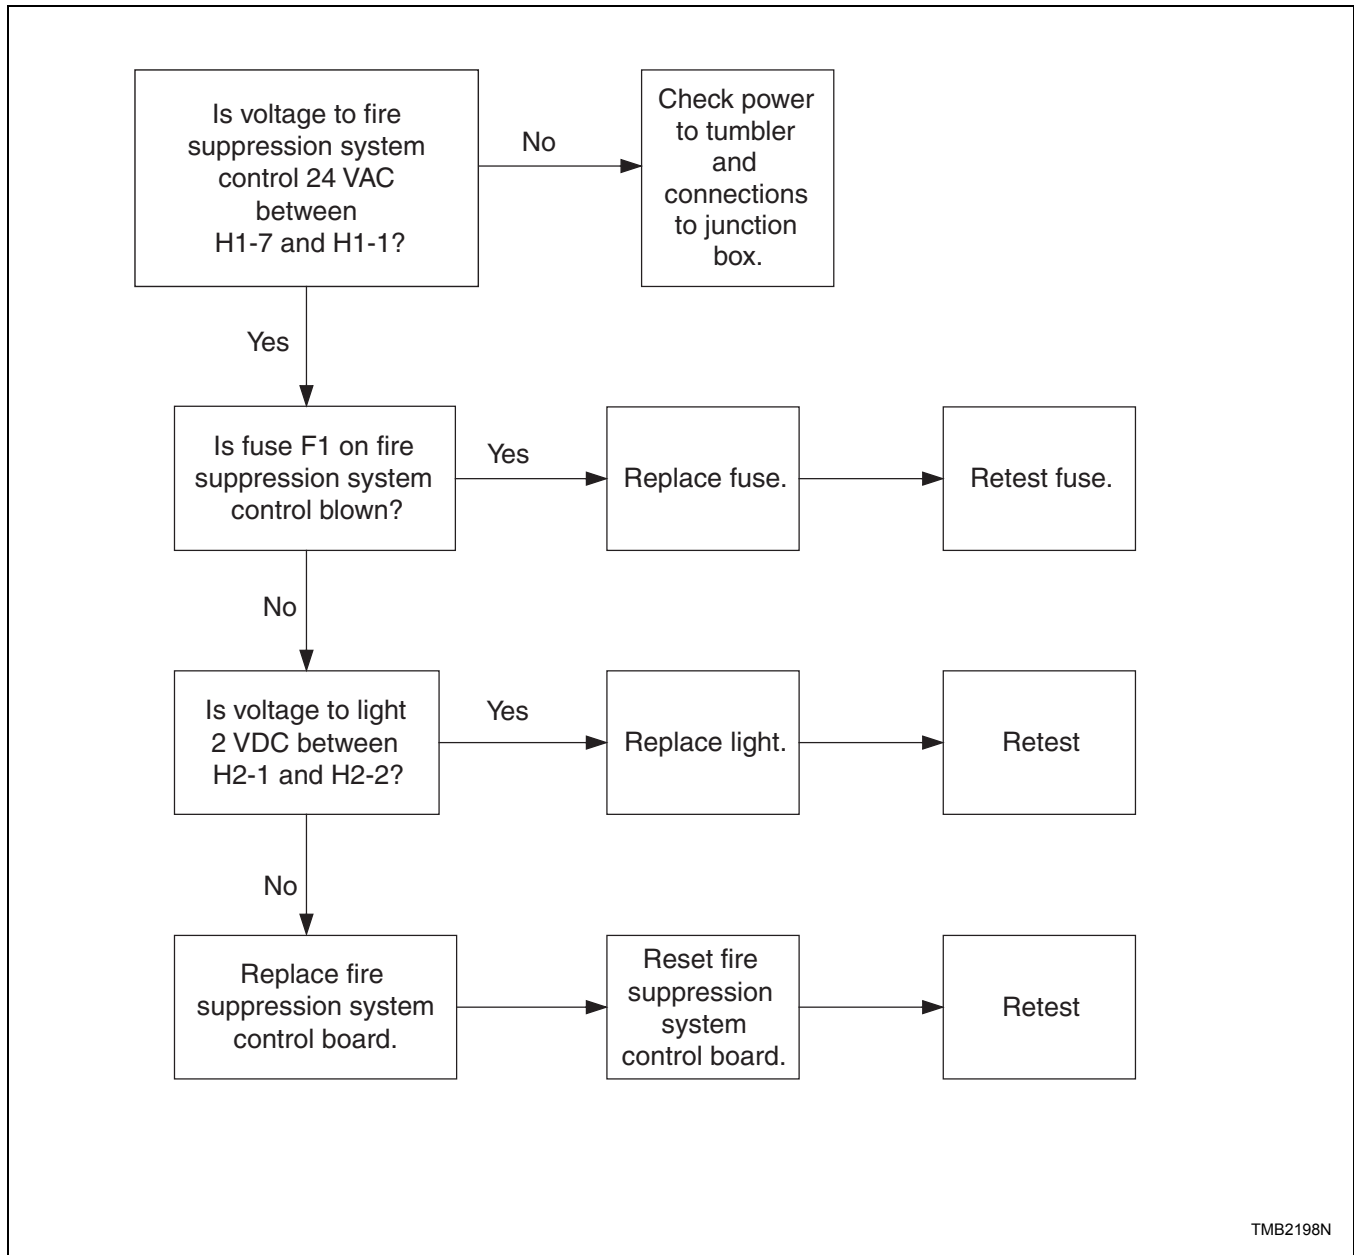 Is voltage to fire
suppression system
control 24 VAC
between
H1-7 and H1-1?
No
Check power
to tumbler
and
connections
to junction
box.
Yes
Is fuse F1 on fire
suppression system
control blown?
Yes
Replace fuse.
Retest fuse.
No
Is voltage to light
2 VDC between
H2-1 and H2-2?
Yes
Replace light.
Retest
No
Replace fire
suppression system
control board.
Reset fire
suppression
system
control board.
Retest
TMB2198N